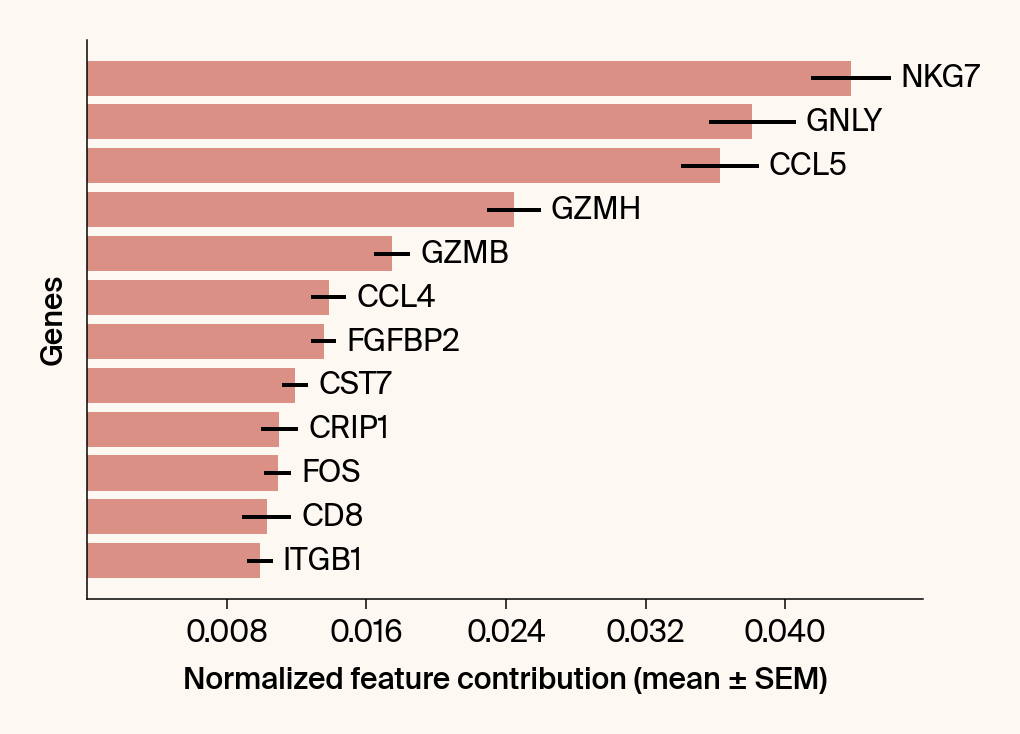 NKG7
GNLY
CCL5
GZMH
GZMB
CCL4
FGFBP2
CST7
CRIP1
FOS
CD8
ITGB1
Genes
0.008 0.016 0.024 0.032 0.040
Normalized feature contribution (mean ± SEM)